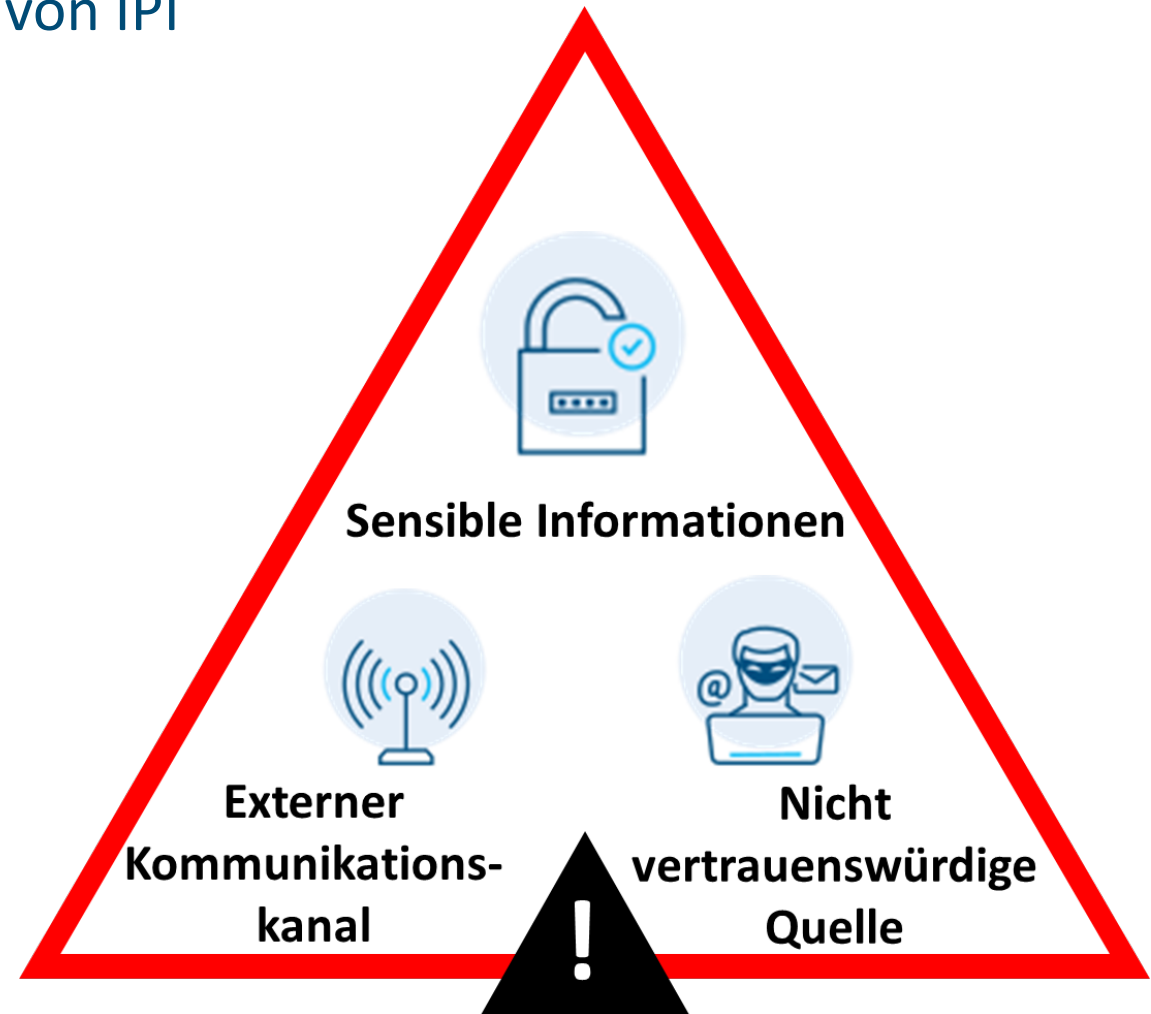 von IPI
Sensible Informationen
@
Externer
Kommunikations-
kanal
Nicht
vertrauenswürdige
Quelle
!